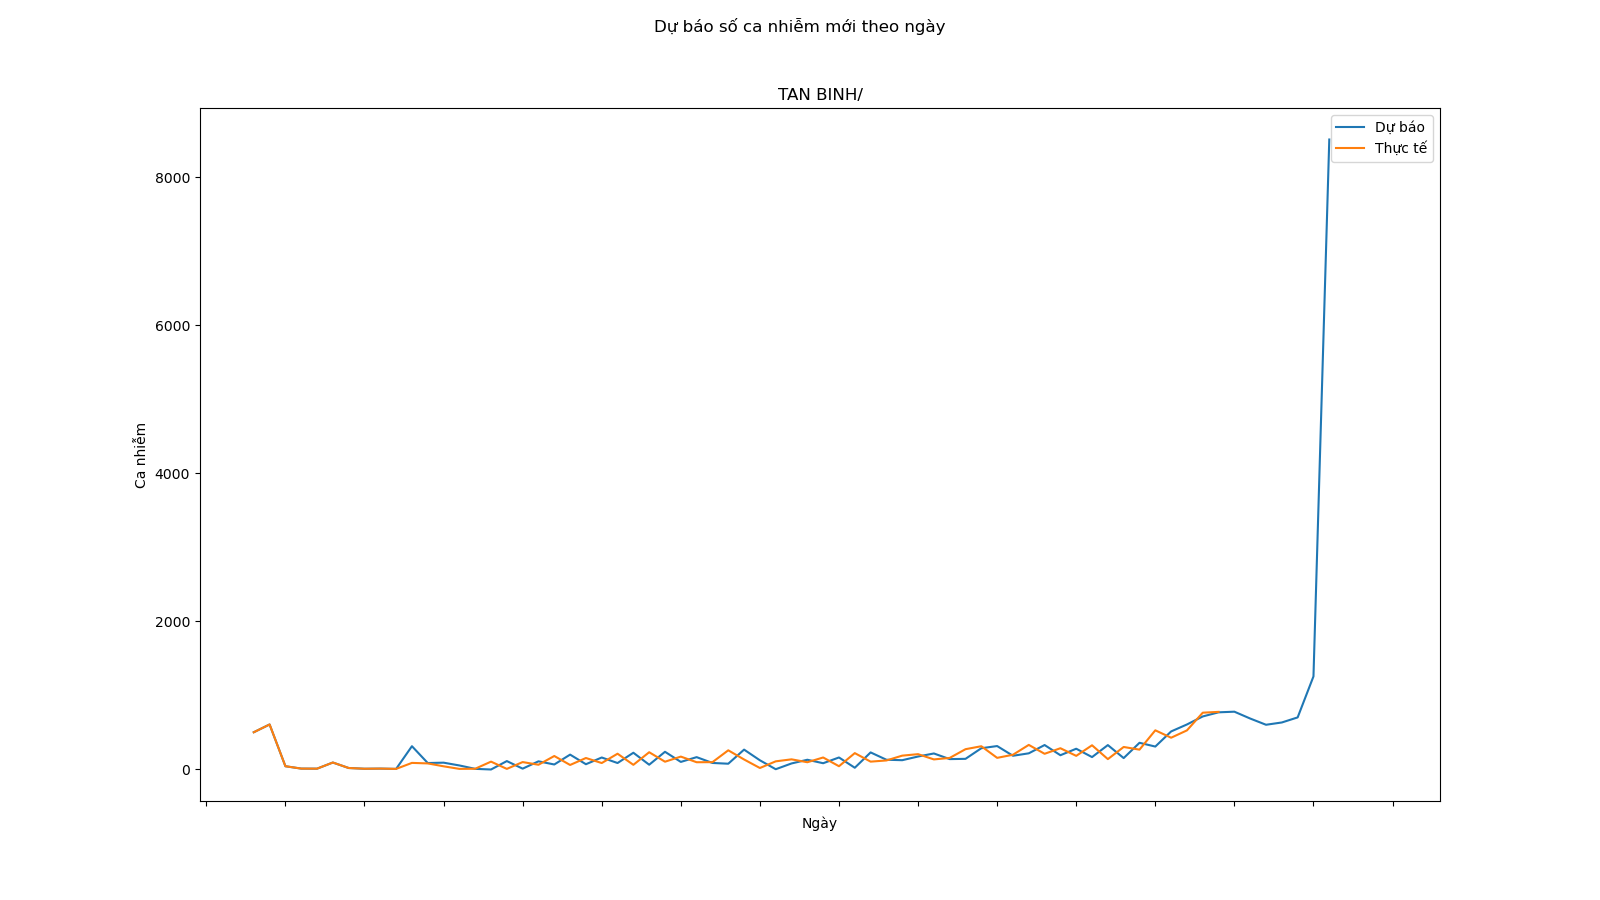 Dự báo số ca nhiễm mới theo ngày
TAN BINH/
Dự báo
Thực tế
8000
6000
4000
2000
0
Ca nhiễm
Ngày